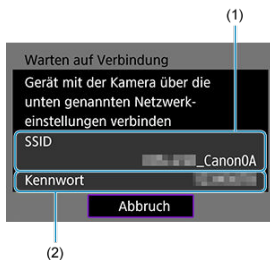 (1)
Warten auf Verbindung
Gerät mit der Kamera über die
unten genannten Netzwerk-
einstellungen verbinden
SSID
_Canon0A
Kennwort
Abbruch
(2)